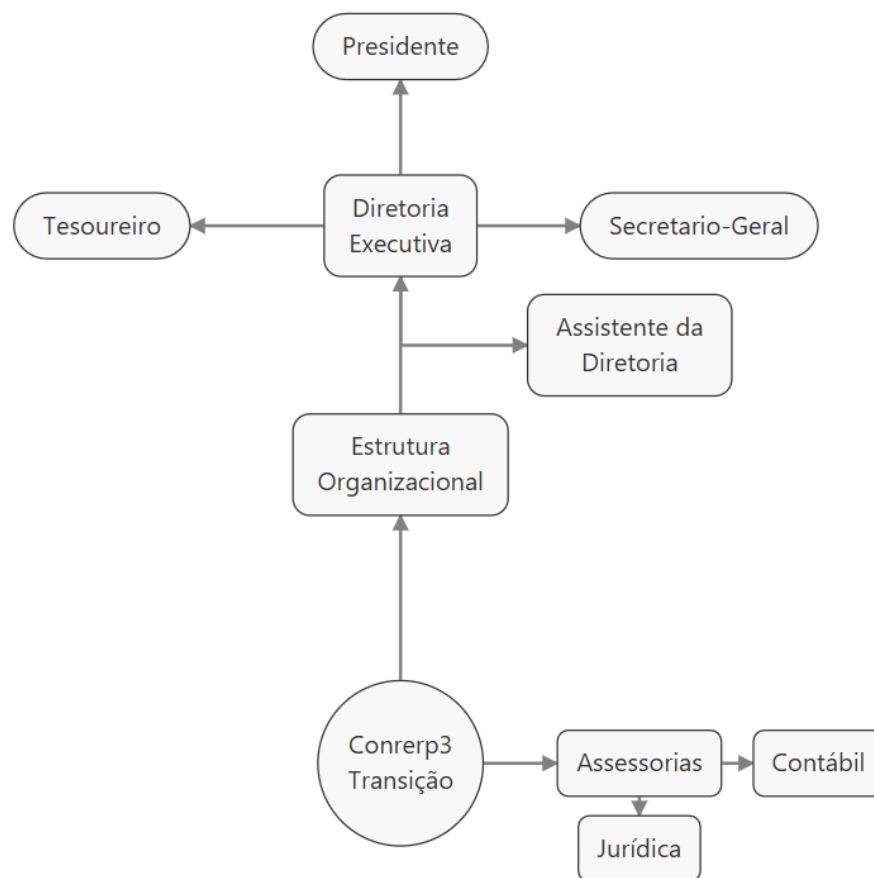 Presidente
Tesoureiro
Diretoria
Executiva
Secretario-Geral
Assistente da
Diretoria
Estrutura
Organizacional
Conrerp3
Transição
Assessorias
Contábil
Jurídica